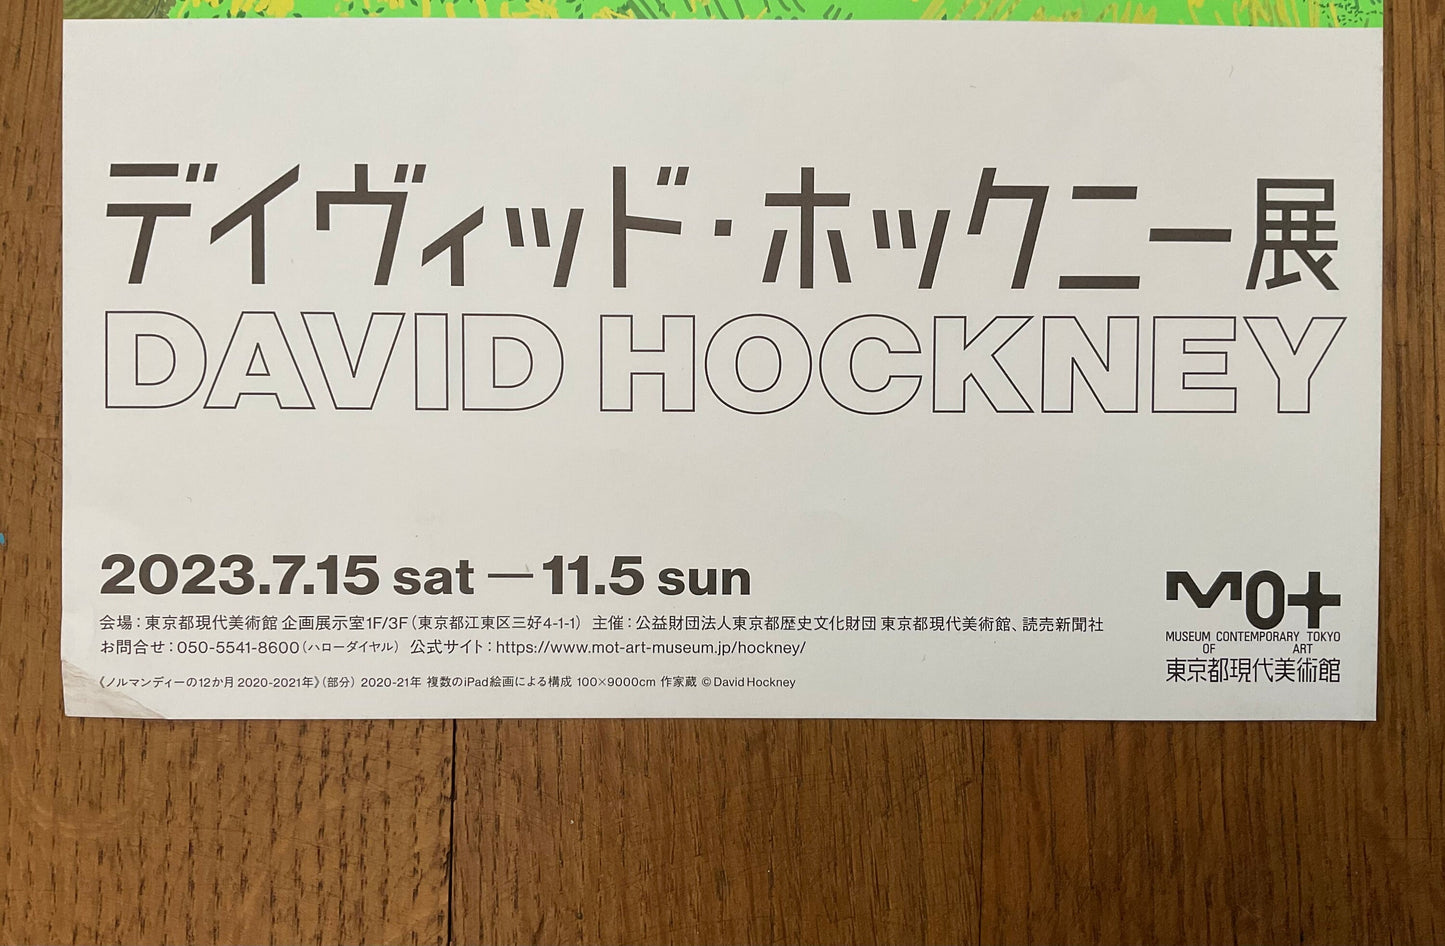 デイヴィッド・ホックニー展
DAVID HOCKNEY
2023.7.15 sat — 11.5 sun
会場：東京都現代美術館 企画展示室1F/3F（東京都江東区三好4-1-1） 主催：公益財団法人東京都歴史文化財団 東京都現代美術館、読売新聞社
お問合せ：050-5541-8600（ハローダイヤル） 公式サイト：https://www.mot-art-museum.jp/hockney/
《ノルマンディーの12か月 2020-2021年》（部分） 2020-21年 複数のiPad絵画による構成 100×9000cm 作家蔵 ©David Hockney
MOT
MUSEUM CONTEMPORARY TOKYO
OF ART
東京都現代美術館